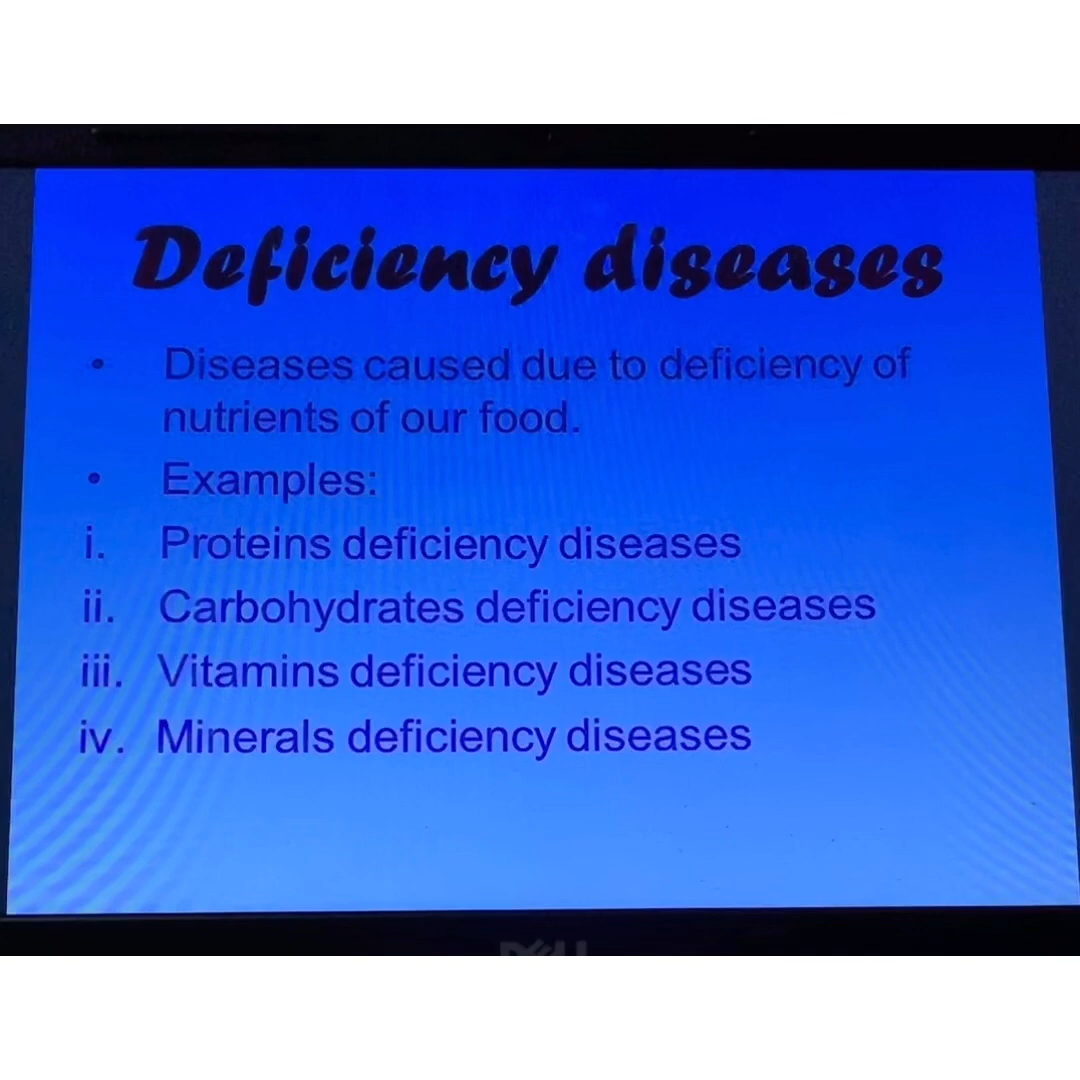 Deficiency diseases
• Diseases caused due to deficiency of
nutrients of our food.
• Examples:
i. Proteins deficiency diseases
ii. Carbohydrates deficiency diseases
iii. Vitamins deficiency diseases
iv. Minerals deficiency diseases
DELL